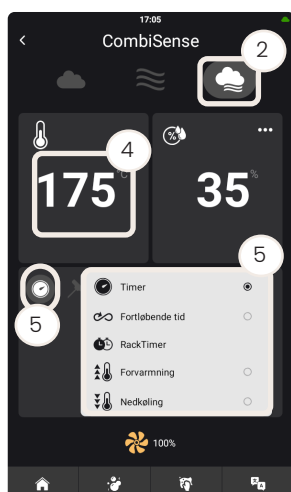 17:05
CombiSense
2
4
175 °C
35 %
5
5
Timer
Fortløbende tid
RackTimer
Forvarmning
Nedkøling
100%